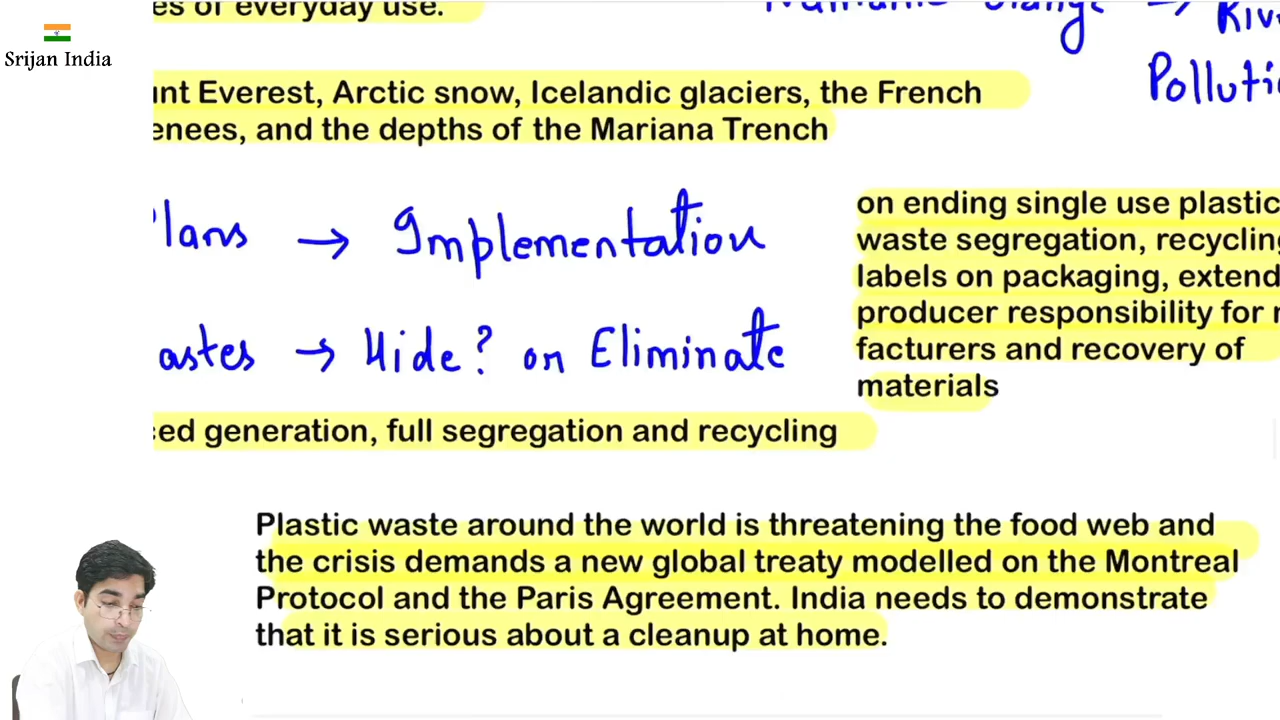 es of everyday use.
Srijan India
unt Everest, Arctic snow, Icelandic glaciers, the French
enees, and the depths of the Mariana Trench
Pollutio
Plans → Implementation
astes → Hide? or Eliminate
on ending single use plastic
waste segregation, recycling
labels on packaging, extend
producer responsibility for
facturers and recovery of
materials
ced generation, full segregation and recycling
Plastic waste around the world is threatening the food web and
the crisis demands a new global treaty modelled on the Montreal
Protocol and the Paris Agreement. India needs to demonstrate
that it is serious about a cleanup at home.